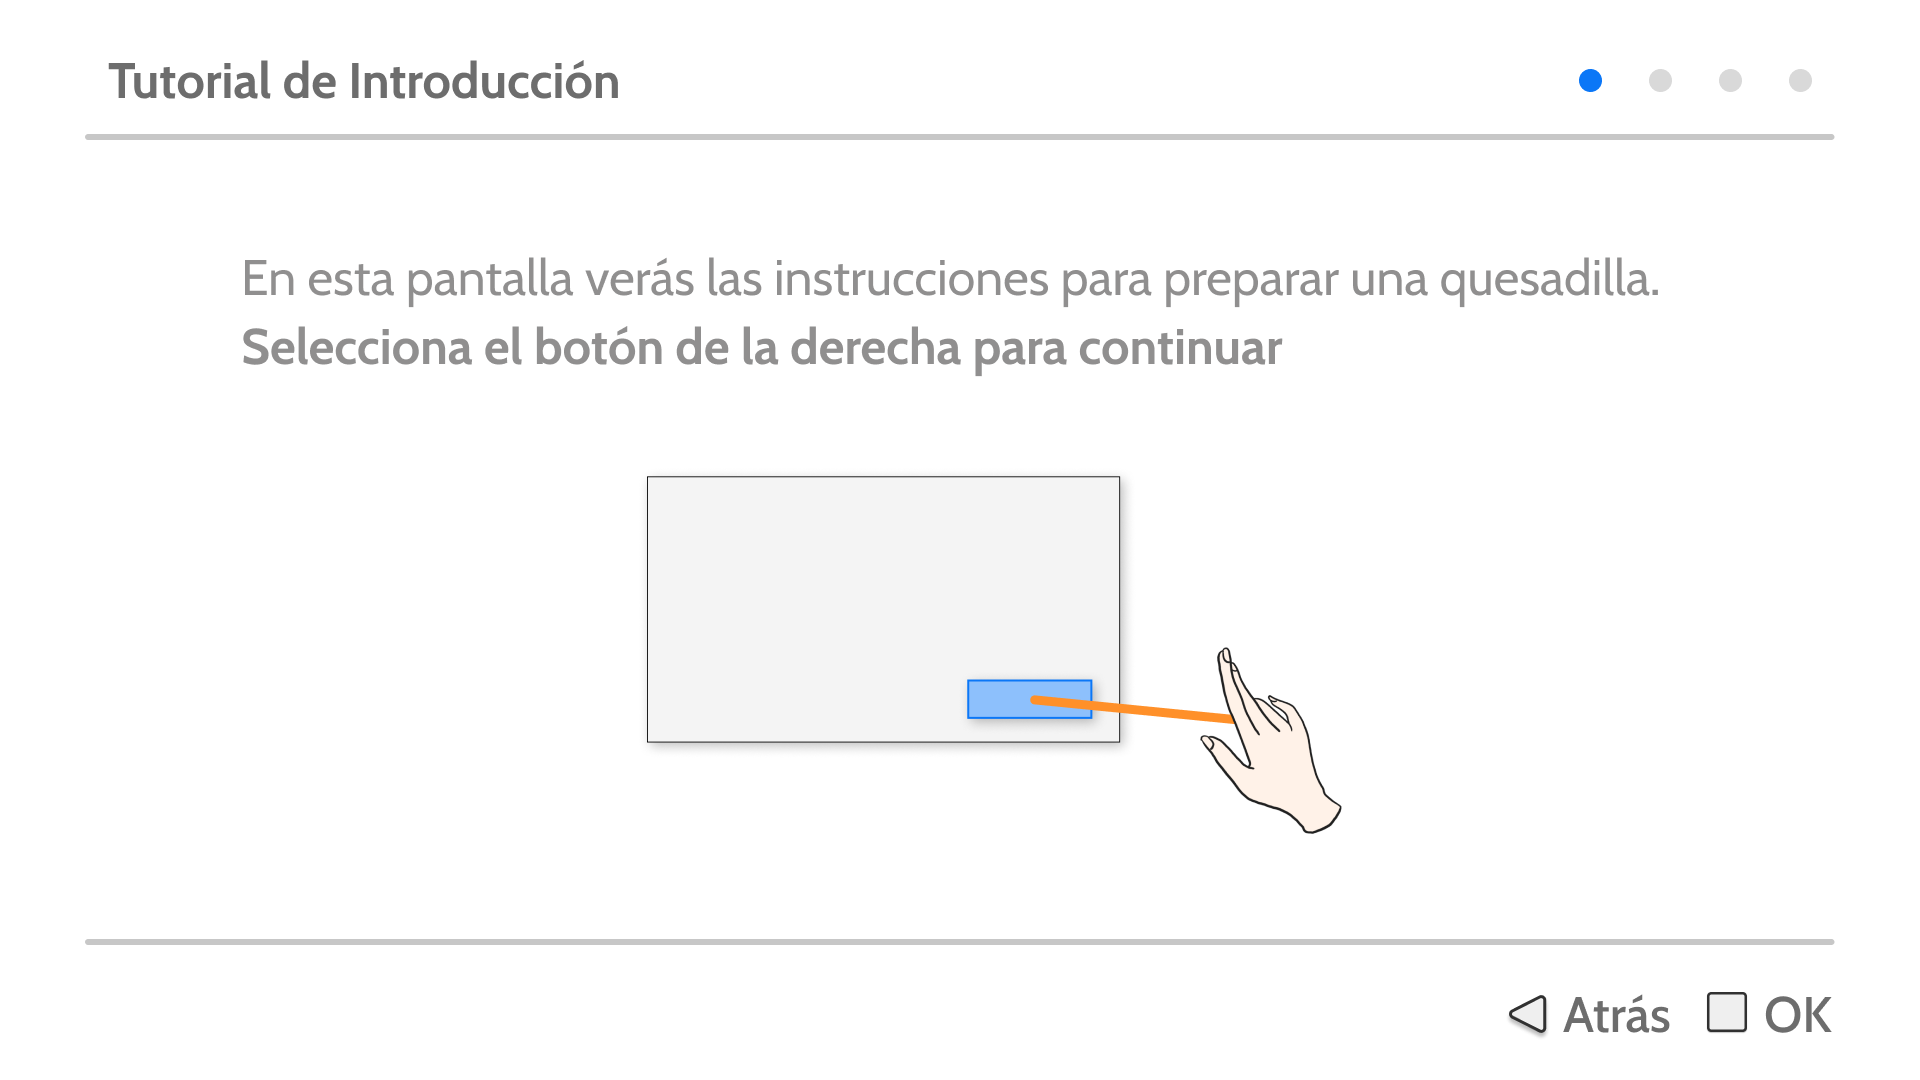 Tutorial de Introducción
En esta pantalla verás las instrucciones para preparar una quesadilla.
Selecciona el botón de la derecha para continuar
Atrás OK